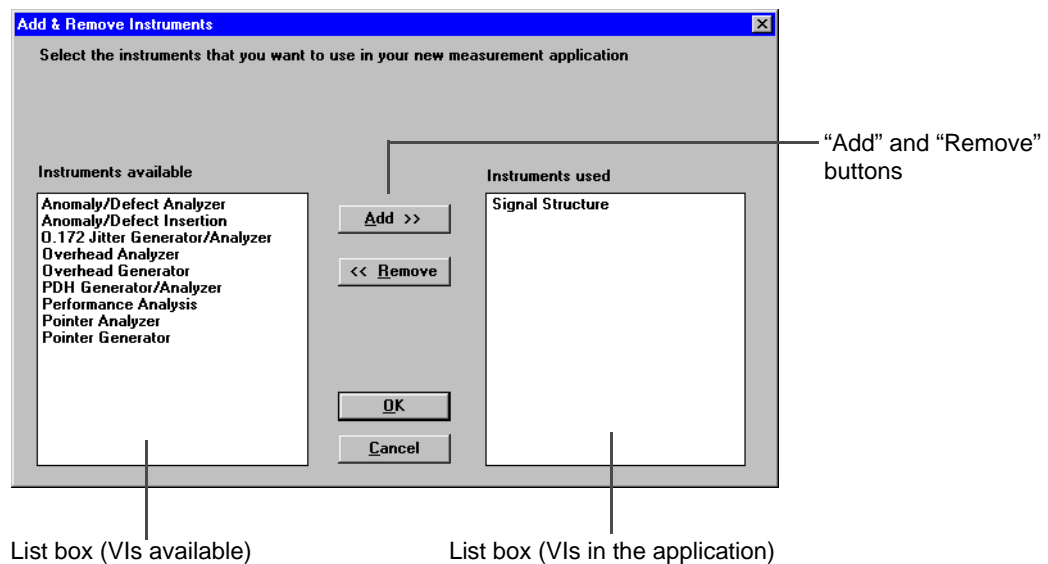 Add & Remove Instruments
Select the instruments that you want to use in your new measurement application
“Add” and “Remove”
buttons
Instruments available
Instruments used
Anomaly/Defect Analyzer
Anomaly/Defect Insertion
O.172 Jitter Generator/Analyzer
Overhead Analyzer
Overhead Generator
PDH Generator/Analyzer
Performance Analysis
Pointer Analyzer
Pointer Generator
Add >>
<< Remove
OK
Cancel
Signal Structure
List box (VIs available)
List box (VIs in the application)